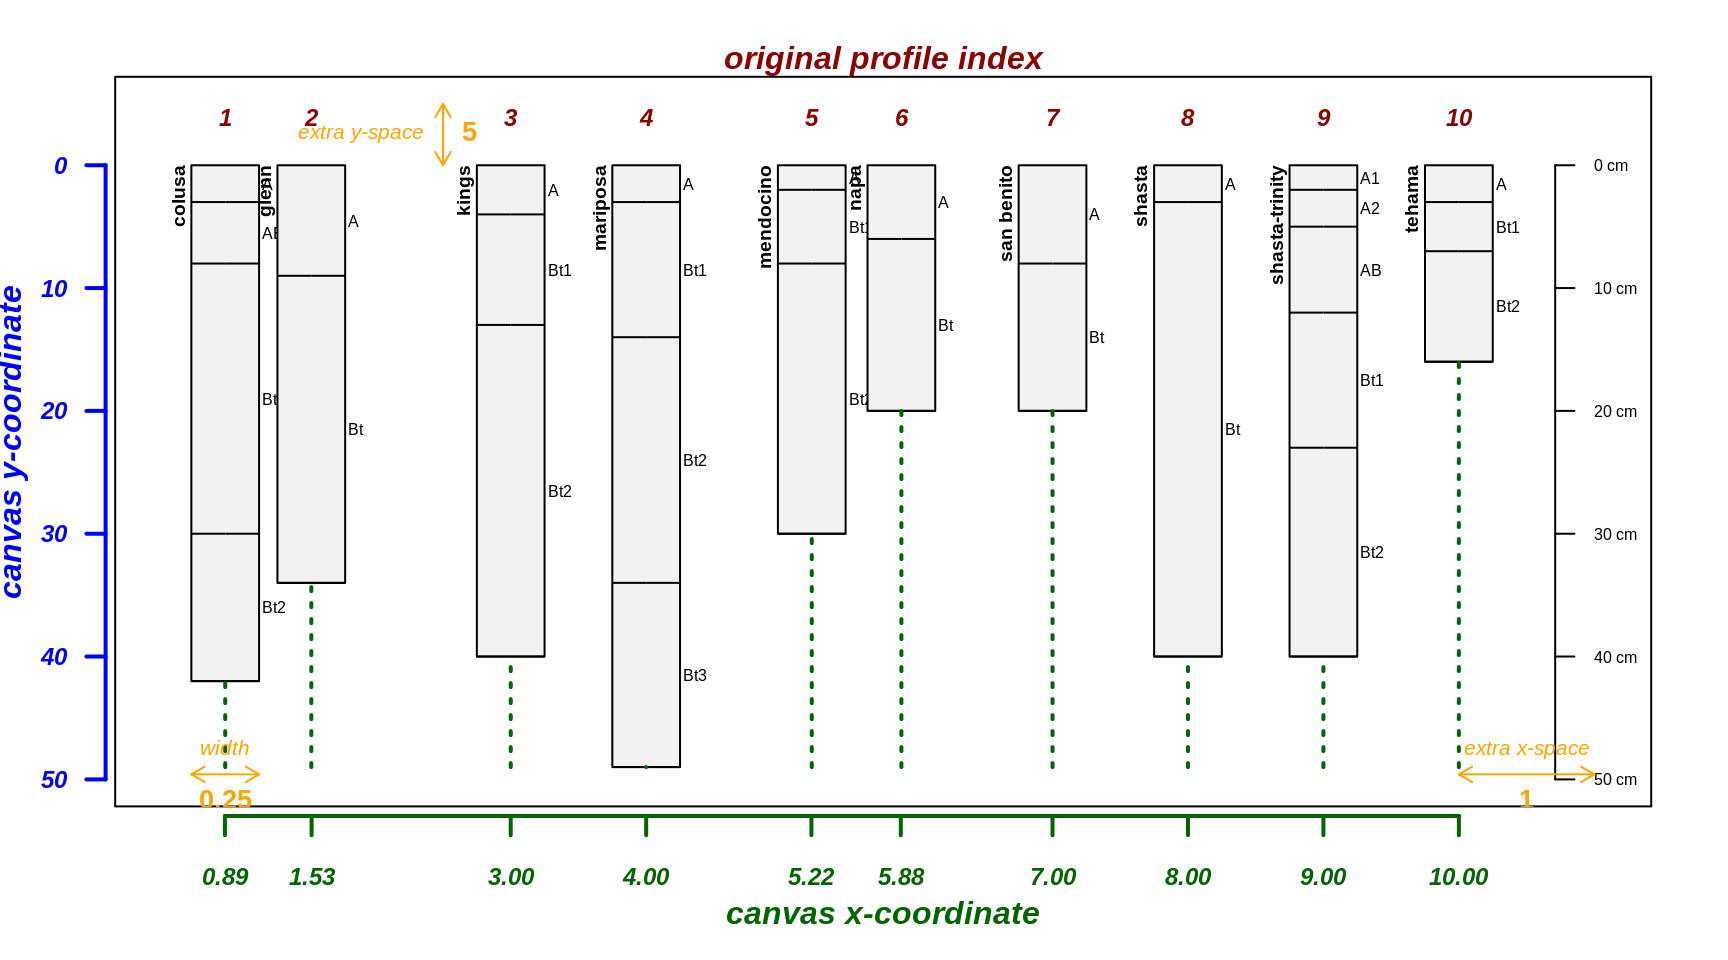 original profile index
1 2 3 4 5 6 7 8 9 10
extra y-space 5
0
10
20
30
40
50
canvas y-coordinate
colusa
AB
Bt2
glenn
A
Bt
kings
A
Bt1
Bt2
mariposa
A
Bt1
Bt2
Bt3
mendocino
Bt1
Bt2
napa
A
Bt
san benito
A
Bt
shasta
A
Bt
shasta-trinity
A1
A2
AB
Bt1
Bt2
tehama
A
Bt1
Bt2
0 cm
10 cm
20 cm
30 cm
40 cm
50 cm
width
0.25
extra x-space
1
0.89 1.53 3.00 4.00 5.22 5.88 7.00 8.00 9.00 10.00
canvas x-coordinate